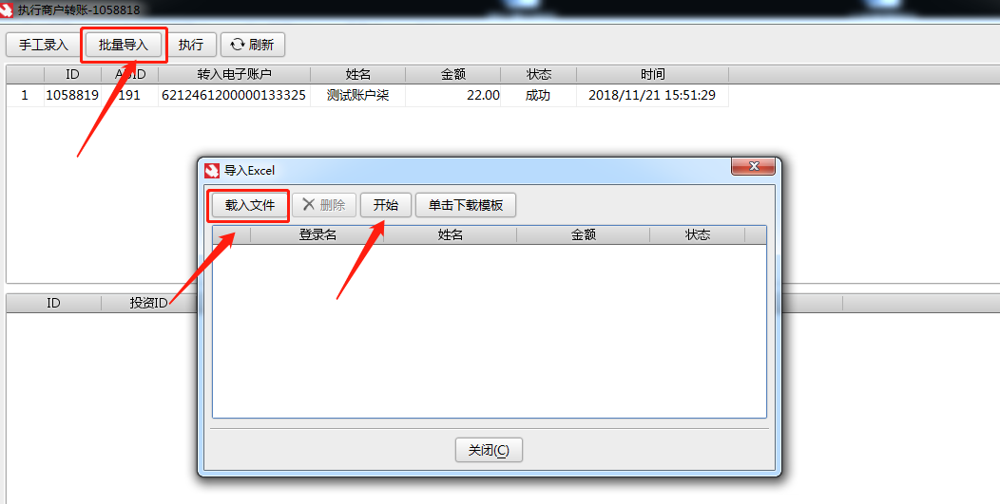 执行商户转账-1058818
手工录入 批量导入 执行 刷新
ID ID 转入电子账户 姓名 金额 状态 时间
1 1058819 191 6212461200000133325 测试账户柒 22.00 成功 2018/11/21 15:51:29
导入Excel
载入文件 删除 开始 单击下载模板
登录名 姓名 金额 状态
ID 投资ID
关闭(C)